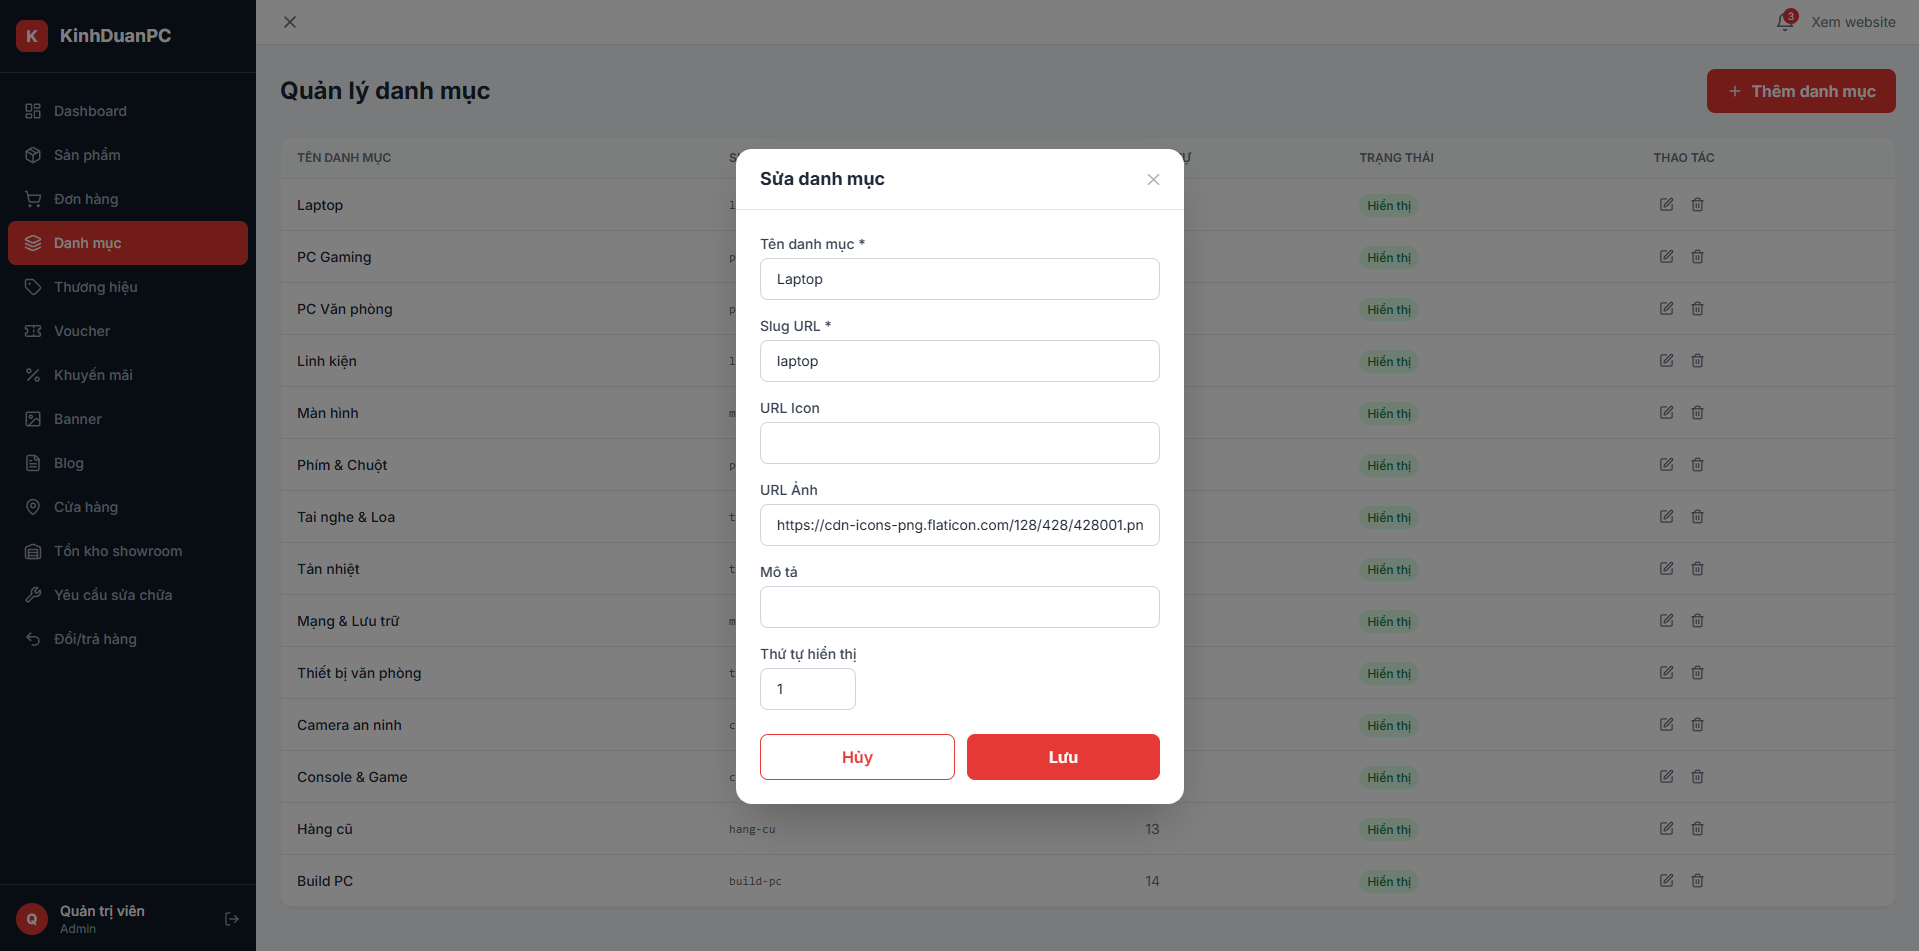 K KinhDuanPC
Dashboard
Sản phẩm
Đơn hàng
Danh mục
Thương hiệu
Voucher
Khuyến mãi
Banner
Blog
Cửa hàng
Tồn kho showroom
Yêu cầu sửa chữa
Đổi/trả hàng
Q Quản trị viên
Admin
3 Xem website
Quản lý danh mục
+ Thêm danh mục
TÊN DANH MỤC TRẠNG THÁI THAO TÁC
Laptop Hiển thị
PC Gaming Hiển thị
PC Văn phòng Hiển thị
Linh kiện Hiển thị
Màn hình Hiển thị
Phím & Chuột Hiển thị
Tai nghe & Loa Hiển thị
Tản nhiệt Hiển thị
Mạng & Lưu trữ Hiển thị
Thiết bị văn phòng Hiển thị
Camera an ninh Hiển thị
Console & Game Hiển thị
Hàng cũ hang-cu 13 Hiển thị
Build PC build-pc 14 Hiển thị
Sửa danh mục
Tên danh mục *
Laptop
Slug URL *
laptop
URL Icon
URL Ảnh
https://cdn-icons-png.flaticon.com/128/428/428001.pn
Mô tả
Thứ tự hiển thị
1
Hủy Lưu